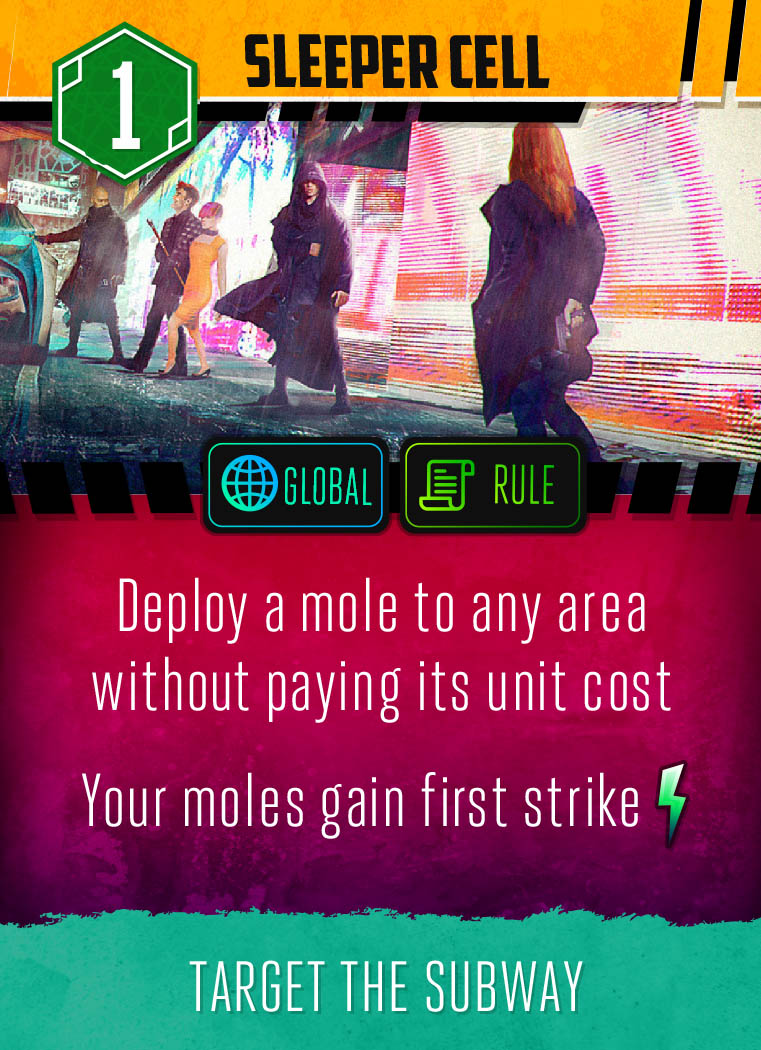 1
SLEEPER CELL
GLOBAL
RULE
Deploy a mole to any area
without paying its unit cost
Your moles gain first strike
TARGET THE SUBWAY